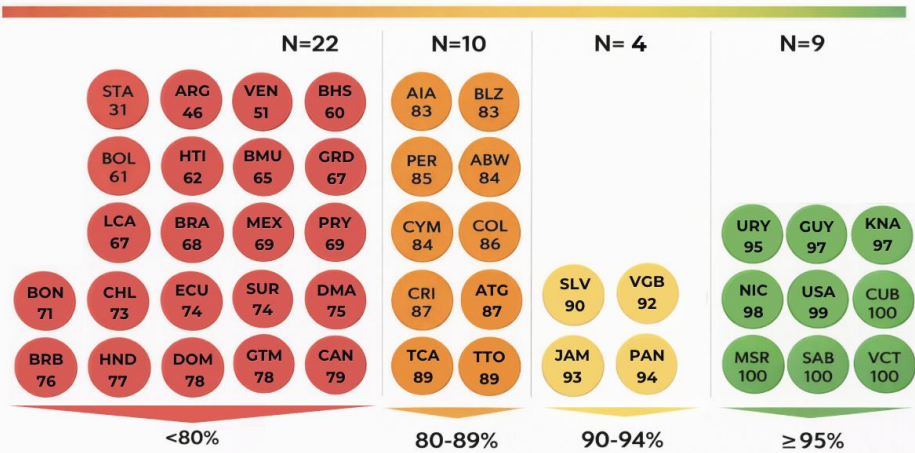 N=22 N=10 N= 4 N=9
STA ARG VEN BHS AIA BLZ
31 46 51 60 83 83
BOL HTI BMU GRD PER ABW
61 62 65 67 85 84
LCA BRA MEX PRY CYM COL URY GUY KNA
67 68 69 69 84 86 95 97 97
BON CHL ECU SUR DMA CRI ATG SLV VGB NIC USA CUB
71 73 74 74 75 87 87 90 92 98 99 100
BRB HND DOM GTM CAN TCA TTO JAM PAN MSR SAB VCT
76 77 78 78 79 89 89 93 94 100 100 100
<80% 80-89% 90-94% ≥95%